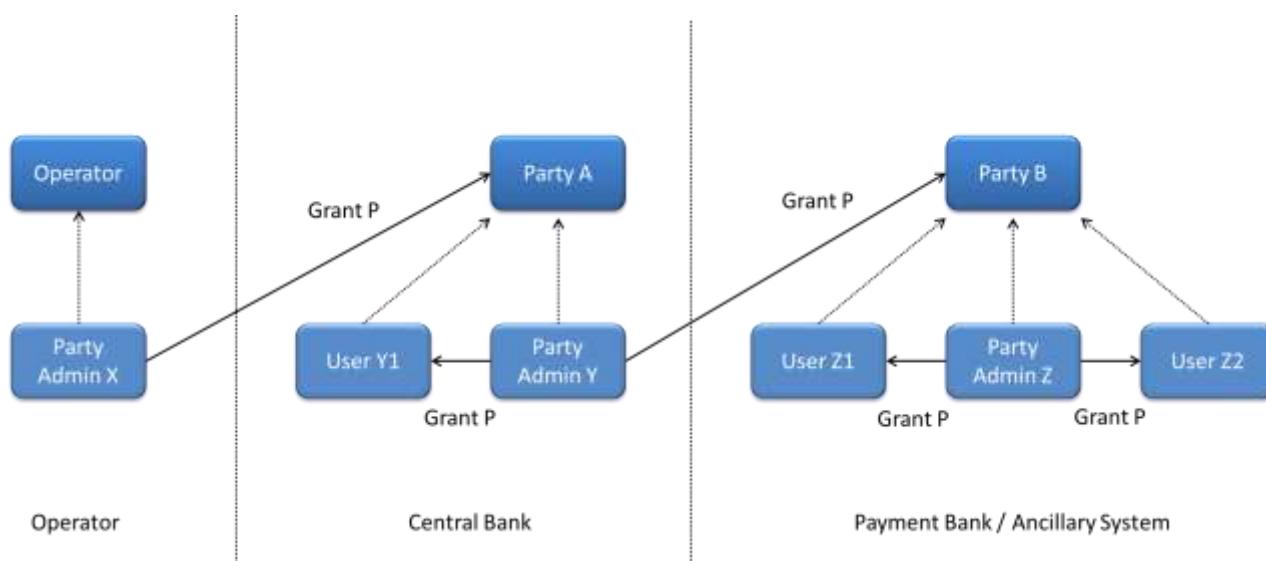 Operator
Party A
Party B
Grant P
Grant P
Party
Admin X
User Y1
Party
Admin Y
User Z1
Party
Admin Z
User Z2
Grant P
Grant P
Grant P
Operator
Central Bank
Payment Bank / Ancillary System